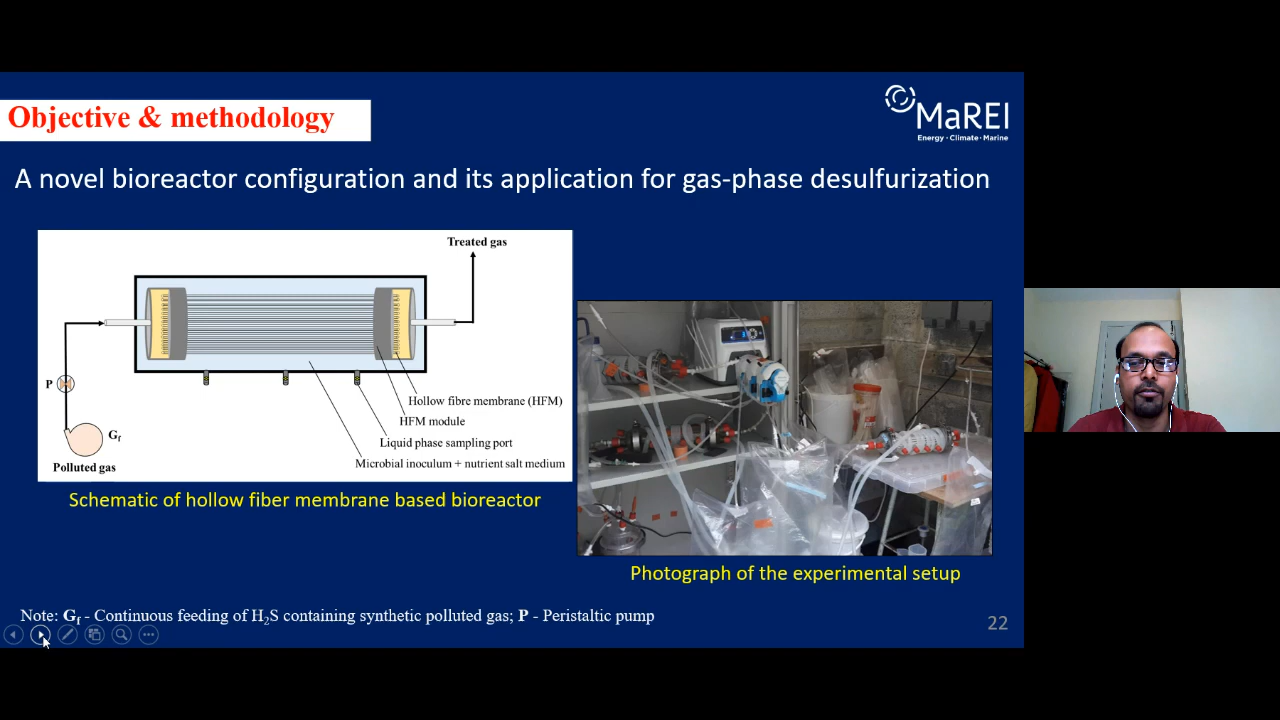 Objective & methodology
MaREI
Energy · Climate · Marine
A novel bioreactor configuration and its application for gas-phase desulfurization
Treated gas
P
Hollow fibre membrane (HFM)
HFM module
G_f
Liquid phase sampling port
Polluted gas
Microbial inoculum + nutrient salt medium
Schematic of hollow fiber membrane based bioreactor
Photograph of the experimental setup
Note: G_f - Continuous feeding of H₂S containing synthetic polluted gas; P - Peristaltic pump
22